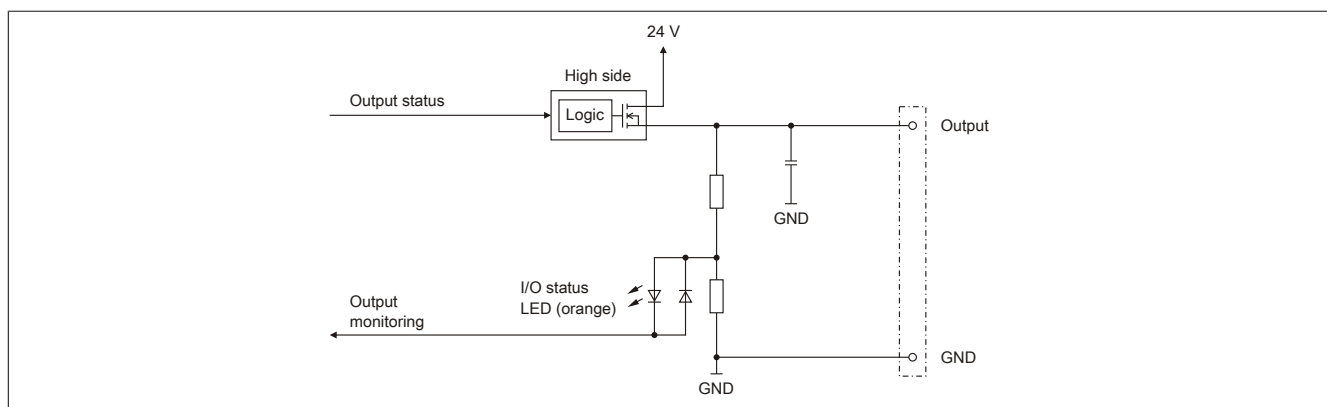 24 V
High side
Output status
Logic
Output
GND
I/O status
LED (orange)
Output
monitoring
GND
GND